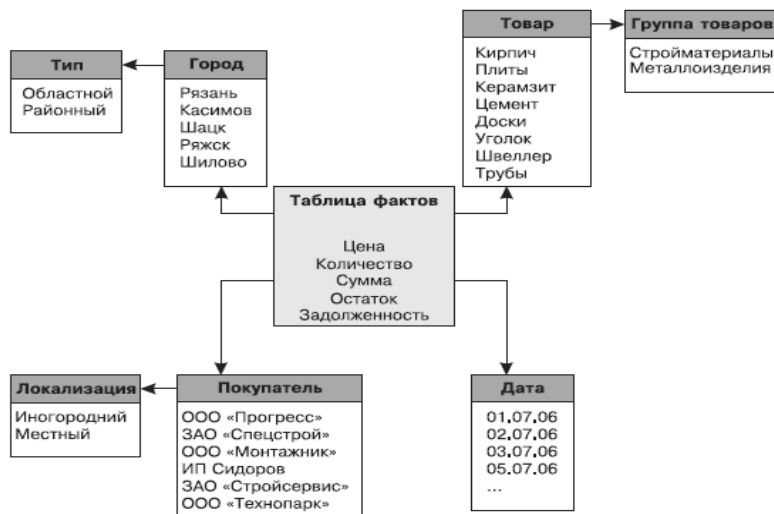 Товар
Кирпич
Плиты
Керамзит
Цемент
Доски
Уголок
Швеллер
Трубы
Группа товаров
Стройматериалы
Металлоизделия
Тип
Областной
Районный
Город
Рязань
Касимов
Шацк
Ряжск
Шилово
Таблица фактов
Цена
Количество
Сумма
Остаток
Задолженность
Локализация
Иногородний
Местный
Покупатель
ООО «Прогресс»
ЗАО «Спецстрой»
ООО «Монтажник»
ИП Сидоров
ЗАО «Стройсервис»
ООО «Технопарк»
Дата
01.07.06
02.07.06
03.07.06
05.07.06
...